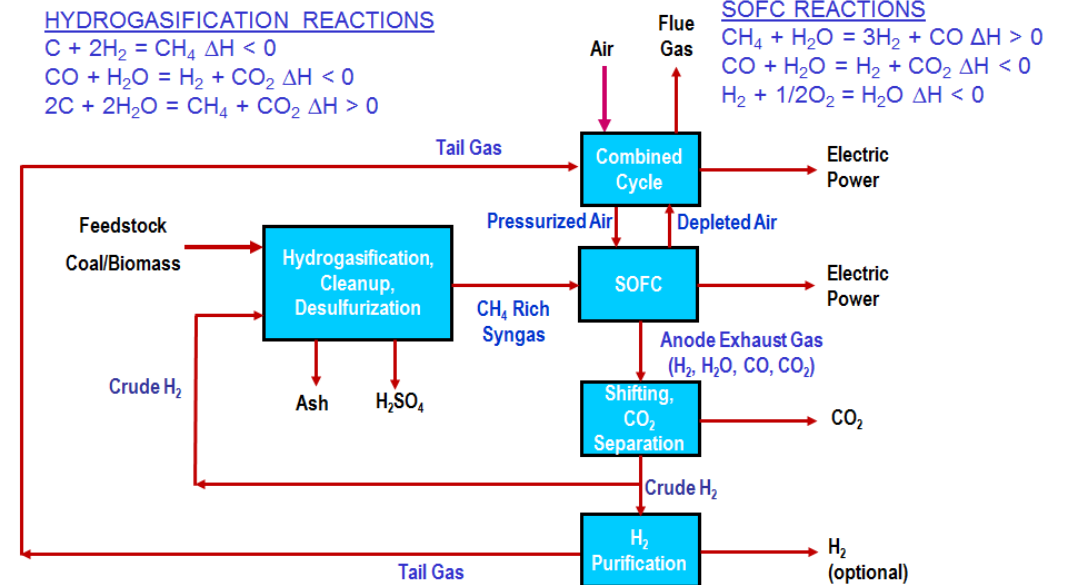 HYDROGASIFICATION REACTIONS
C + 2H₂ = CH₄ ΔH < 0
CO + H₂O = H₂ + CO₂ ΔH < 0
2C + 2H₂O = CH₄ + CO₂ ΔH > 0
SOFC REACTIONS
CH₄ + H₂O = 3H₂ + CO ΔH > 0
CO + H₂O = H₂ + CO₂ ΔH < 0
H₂ + 1/2O₂ = H₂O ΔH < 0
Air
Flue
Gas
Tail Gas
Combined
Cycle
Electric
Power
Pressurized Air
Depleted Air
Feedstock
Coal/Biomass
Hydrogasification,
Cleanup,
Desulfurization
CH₄ Rich
Syngas
SOFC
Electric
Power
Anode Exhaust Gas
(H₂, H₂O, CO, CO₂)
Crude H₂
Ash
H₂SO₄
Shifting,
CO₂
Separation
CO₂
Crude H₂
H₂
Purification
H₂
(optional)
Tail Gas